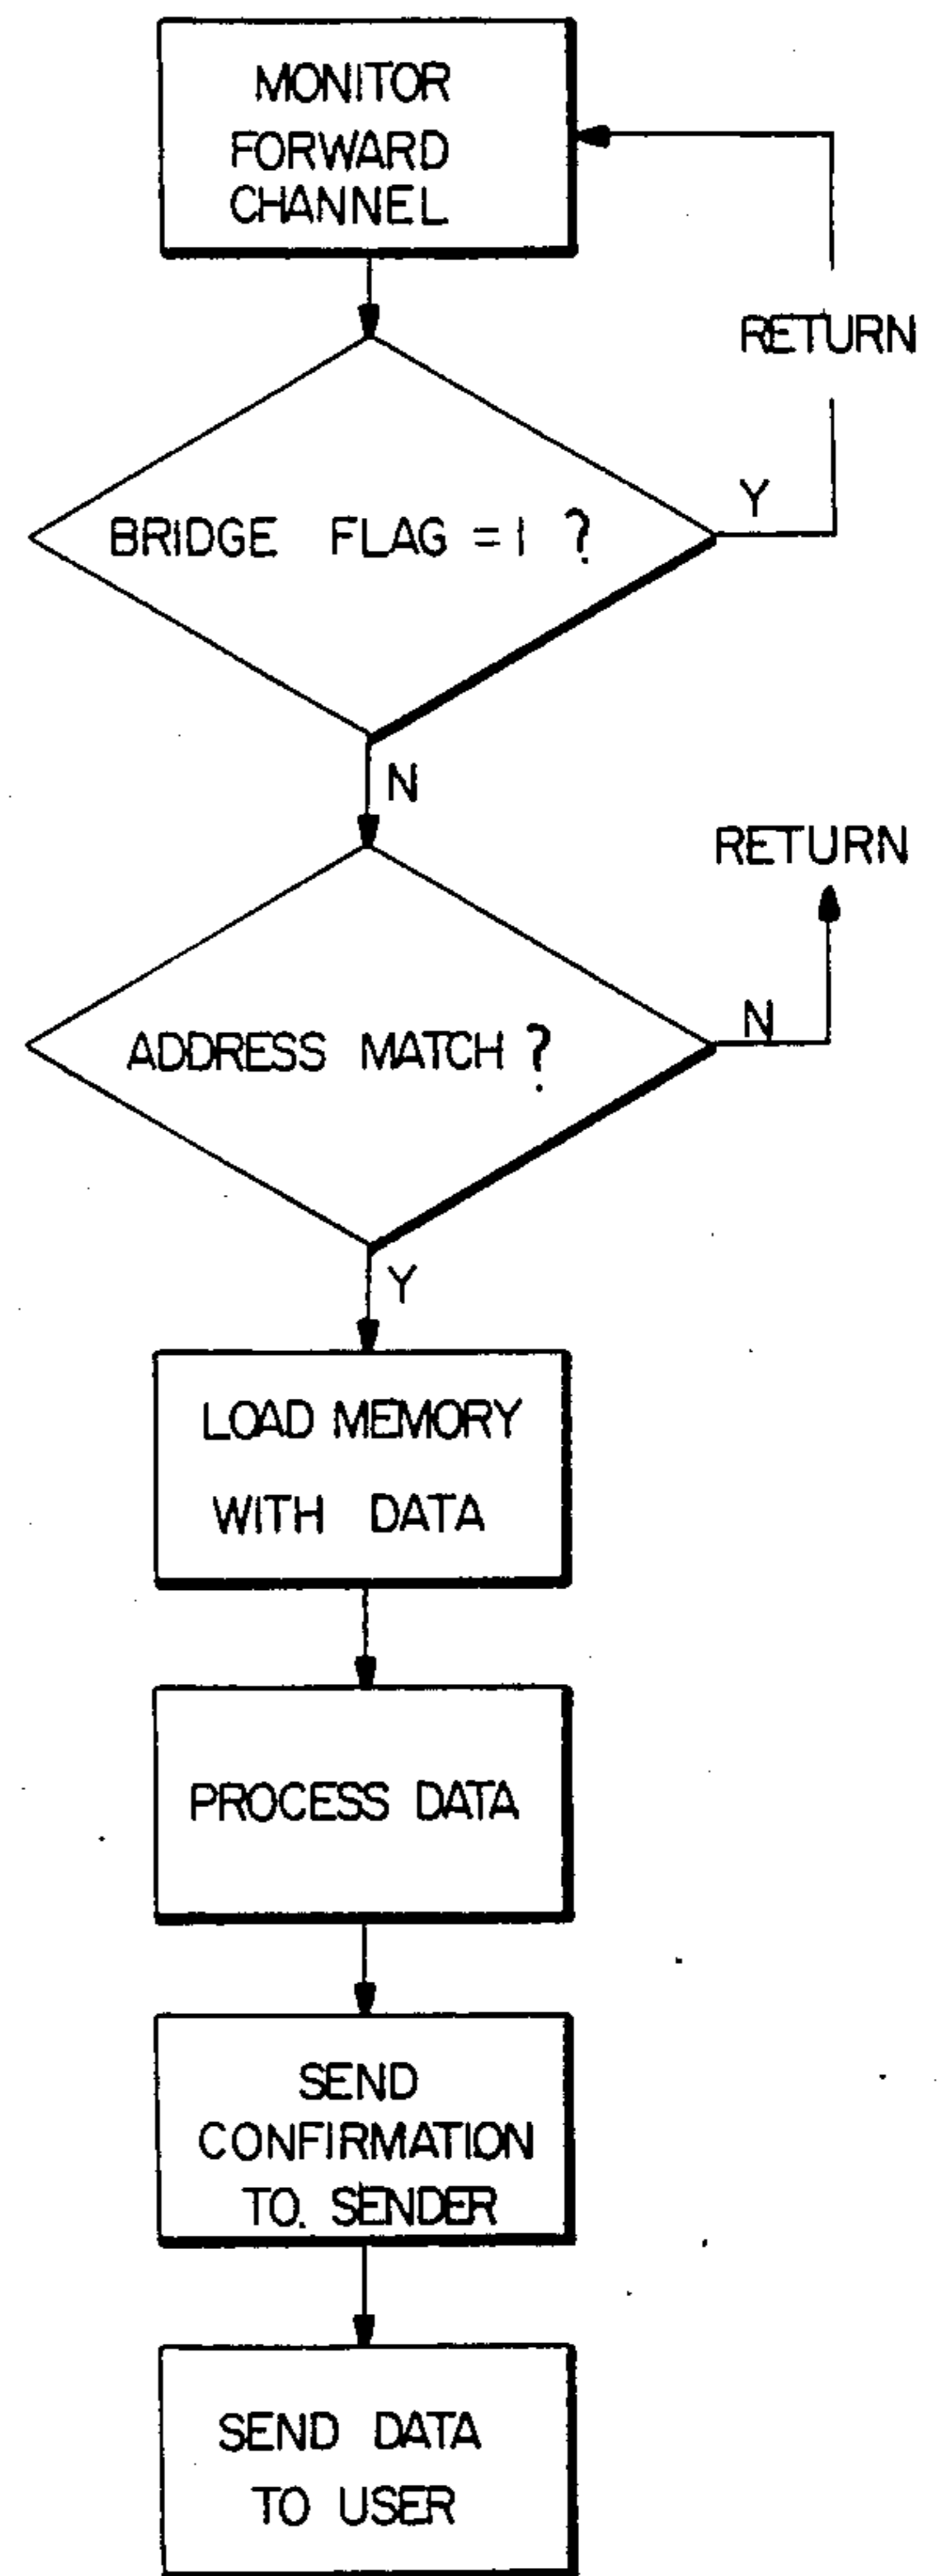 MONITOR
FORWARD
CHANNEL
RETURN
BRIDGE FLAG = 1 ?
Y
N
RETURN
ADDRESS MATCH ?
N
Y
LOAD MEMORY
WITH DATA
PROCESS DATA
SEND
CONFIRMATION
TO. SENDER
SEND DATA
TO USER